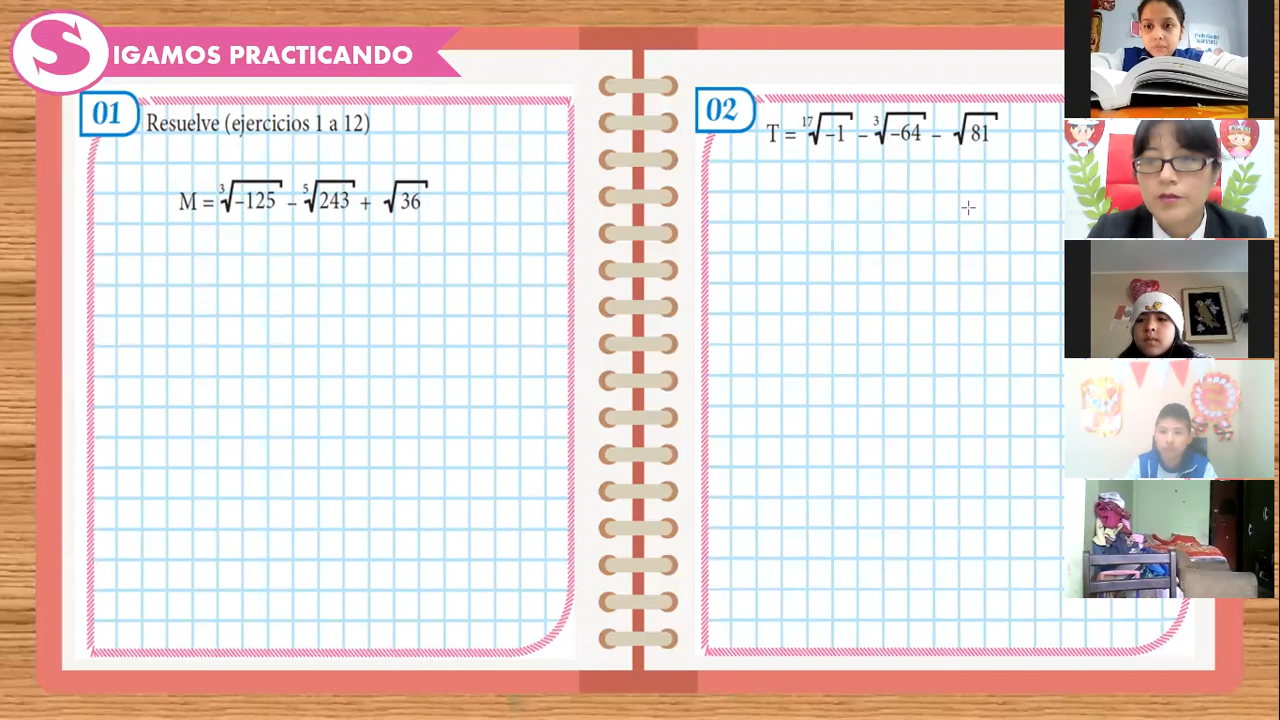 SIGAMOS PRACTICANDO
01
Resuelve (ejercicios 1 a 12)
M = ∛−125 − ⁵√243 + √36
02
T = ¹⁷√−1 − ∛−64 − √81